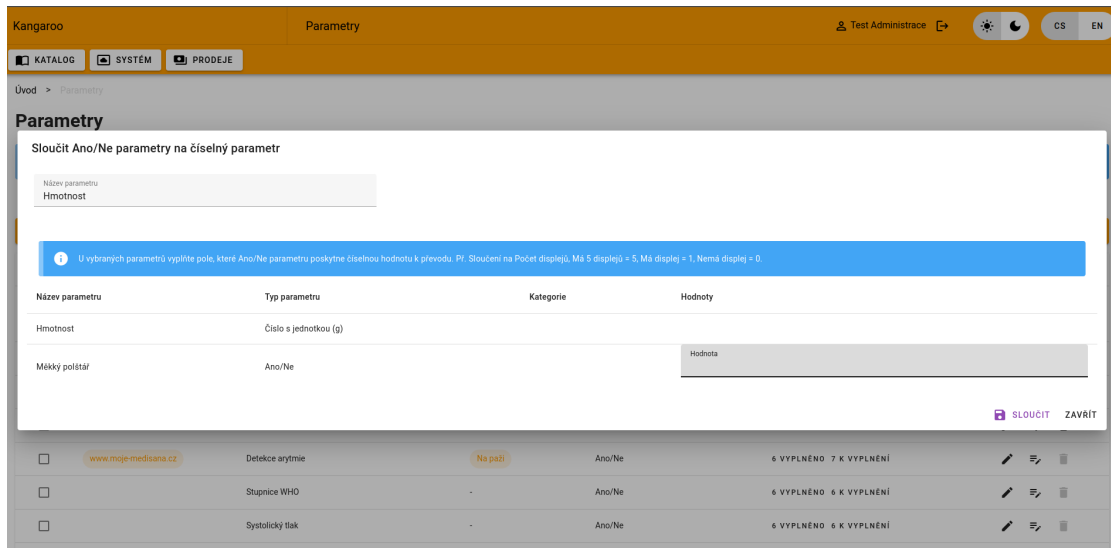 Kangaroo
Parametry
Test Administrace
CS
EN
KATALOG
SYSTÉM
PRODEJE
Úvod > Parametry
Parametry
Sloučit Ano/Ne parametry na číselný parametr
Název parametru
Hmotnost
U vybraných parametrů vyplňte pole, které Ano/Ne parametru poskytne číselnou hodnotu k převodu. Př. Sloučení na Počet displejů, Má 5 displejů = 5, Má displej = 1, Nemá displej = 0.
Název parametru Typ parametru Kategorie Hodnoty
Hmotnost Číslo s jednotkou (g)
Měkký polštář Ano/Ne Hodnota
SLOUČIT ZAVŘÍT
www.moje-medisana.cz Detekce arytmie Na paži Ano/Ne 6 VYPLNĚNO 7 K VYPLNĚNÍ
Stupnice WHO - Ano/Ne 6 VYPLNĚNO 6 K VYPLNĚNÍ
Systolický tlak - Ano/Ne 6 VYPLNĚNO 6 K VYPLNĚNÍ